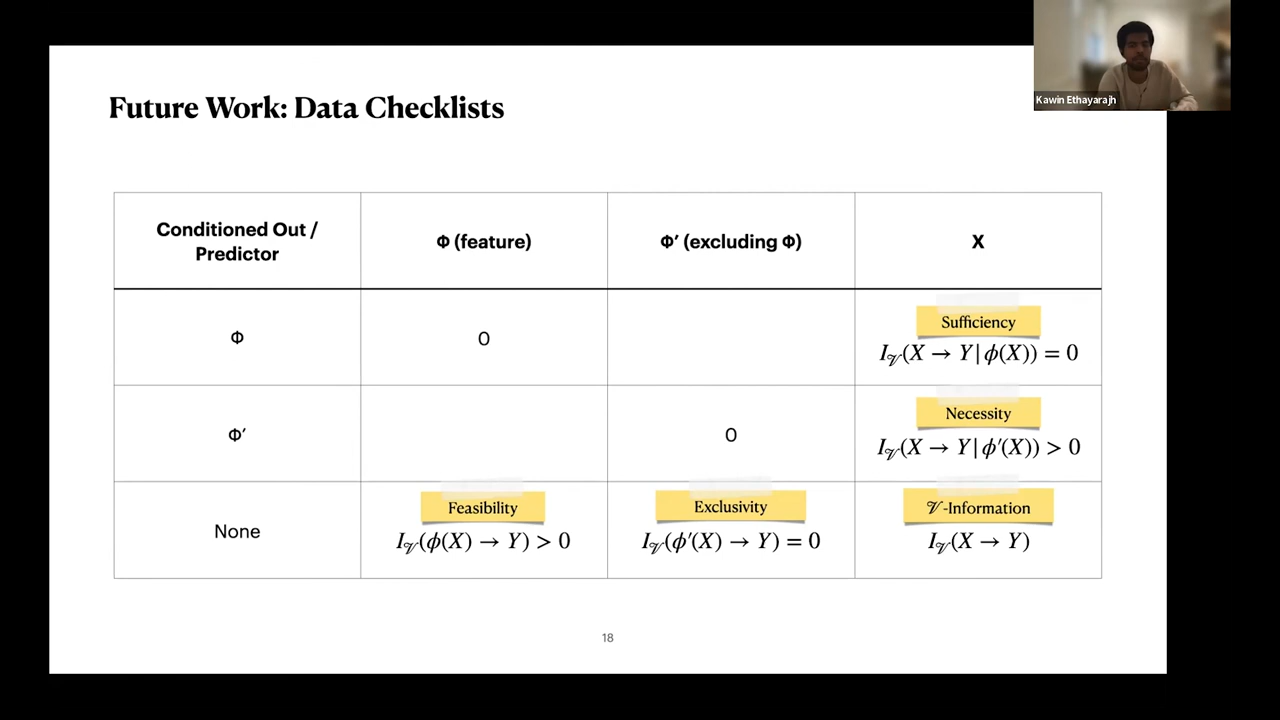 Kawin Ethayarajh
Future Work: Data Checklists
Conditioned Out /
Predictor
Φ (feature)
Φ′ (excluding Φ)
X
Φ
0
Sufficiency
I𝒱(X → Y | ϕ(X)) = 0
Φ′
0
Necessity
I𝒱(X → Y | ϕ′(X)) > 0
None
Feasibility
I𝒱(ϕ(X) → Y) > 0
Exclusivity
I𝒱(ϕ′(X) → Y) = 0
𝒱-Information
I𝒱(X → Y)
18